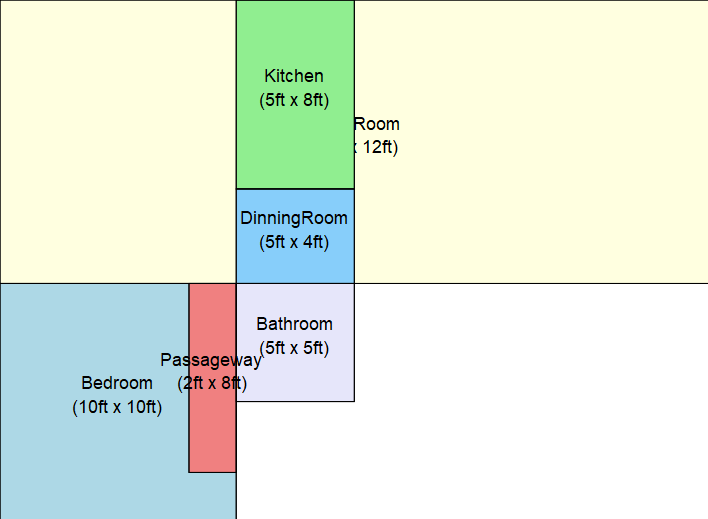 Kitchen
(5ft x 8ft)
Room
x 12ft)
DinningRoom
(5ft x 4ft)
Bathroom
(5ft x 5ft)
Passageway
(2ft x 8ft)
Bedroom
(10ft x 10ft)